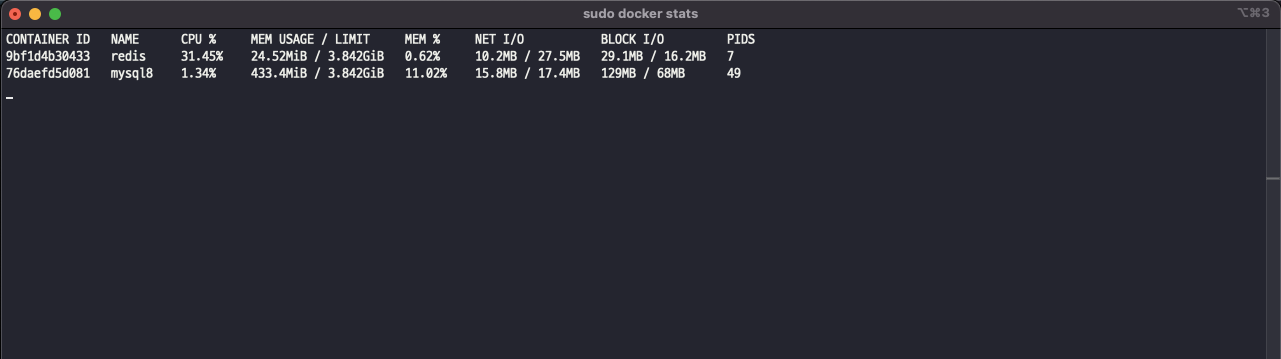 sudo docker stats
⌥⌘3
CONTAINER ID NAME CPU % MEM USAGE / LIMIT MEM % NET I/O BLOCK I/O PIDS
9bf1d4b30433 redis 31.45% 24.52MiB / 3.842GiB 0.62% 10.2MB / 27.5MB 29.1MB / 16.2MB 7
76daefd5d081 mysql8 1.34% 433.4MiB / 3.842GiB 11.02% 15.8MB / 17.4MB 129MB / 68MB 49